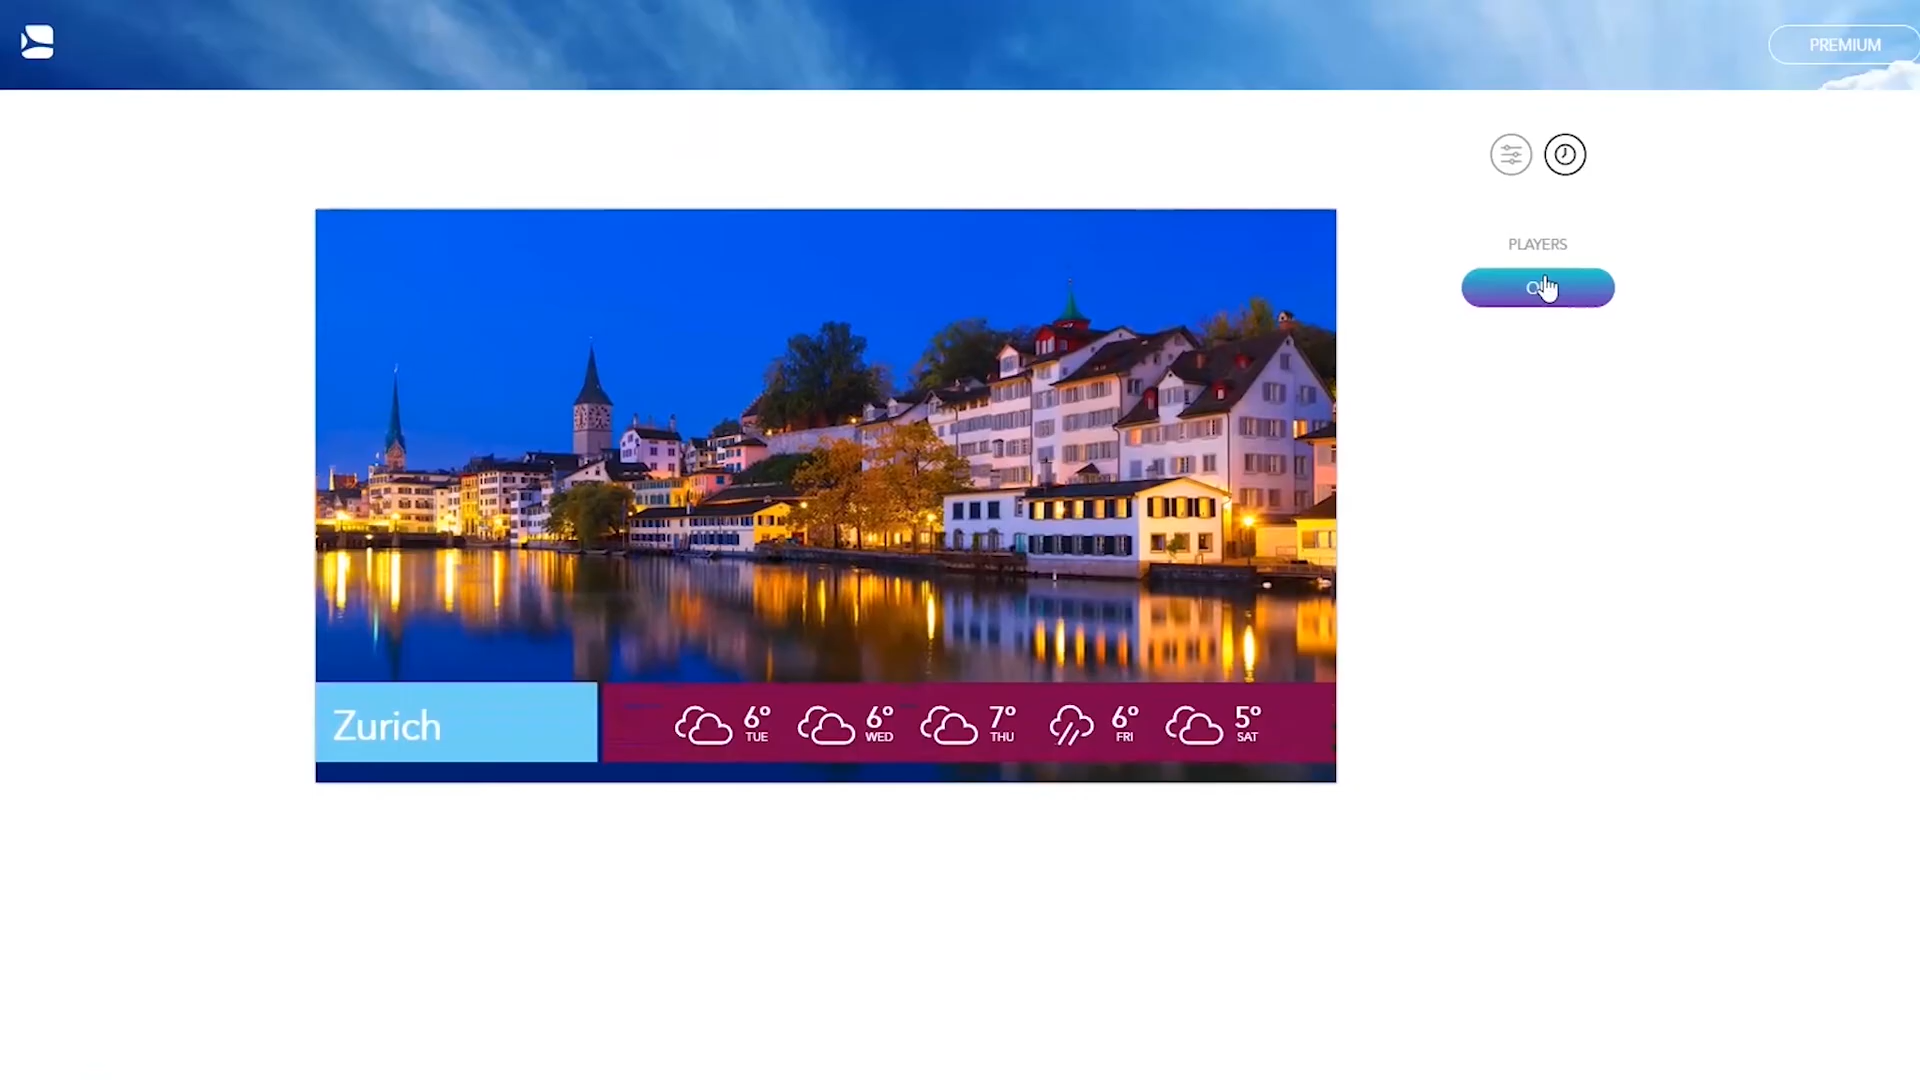 PREMIUM
PLAYERS
Zurich
6° 6° 7° 6° 5°
TUE WED THU FRI SAT